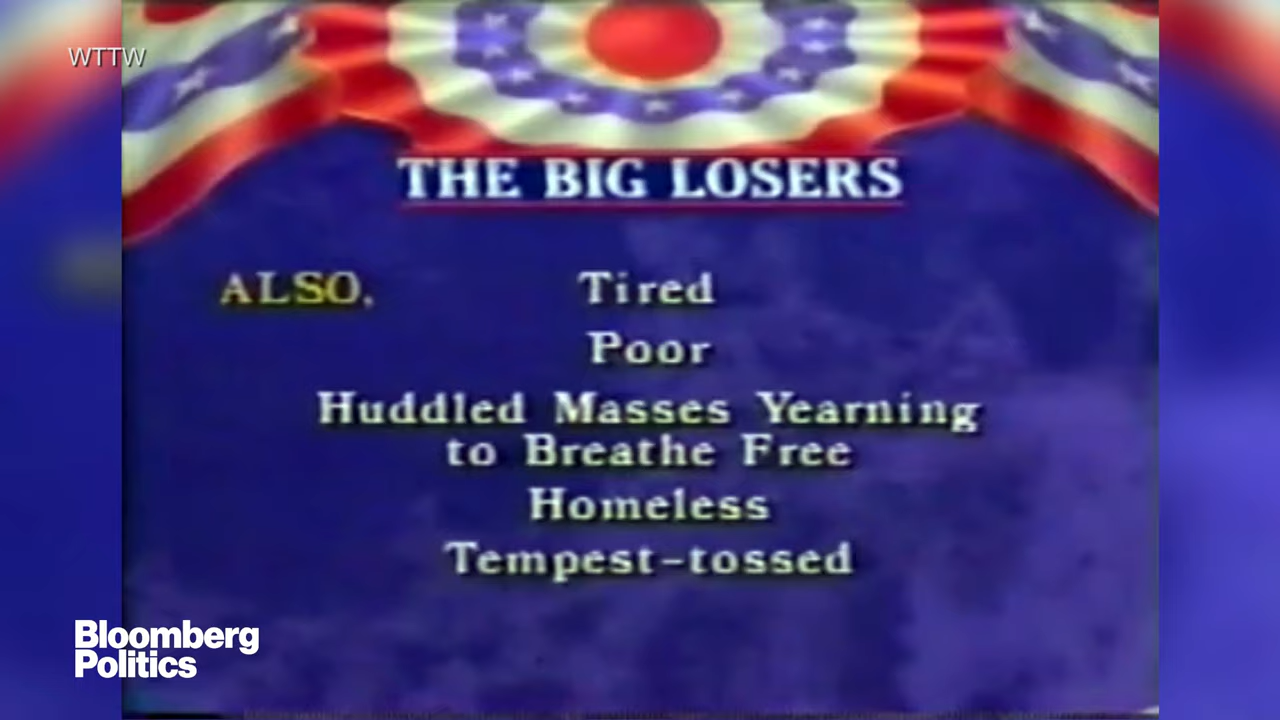 WTTW
THE BIG LOSERS
ALSO, Tired
Poor
Huddled Masses Yearning
to Breathe Free
Homeless
Tempest-tossed
Bloomberg
Politics